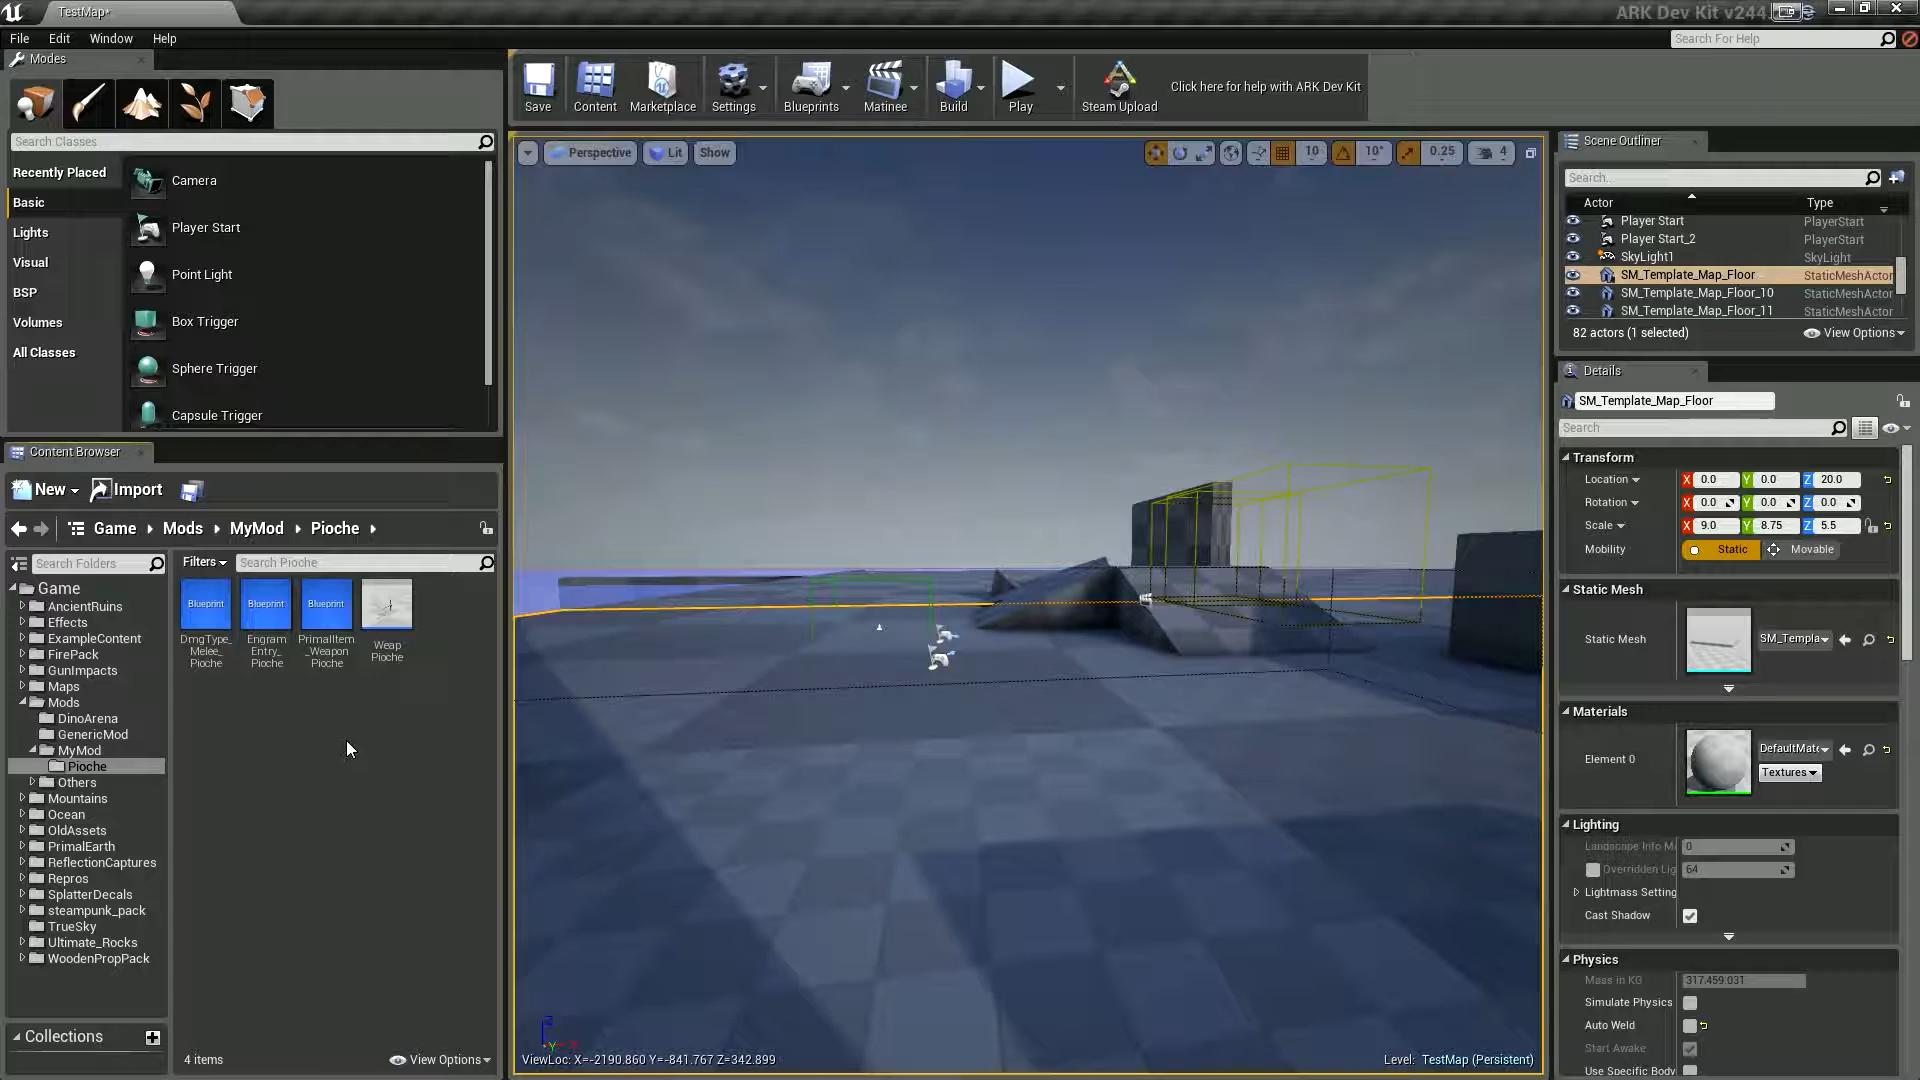 TestMap*
ARK Dev Kit v244.
File
Edit
Window
Help
Search For Help
Modes
Search Classes
Recently Placed
Basic
Lights
Visual
BSP
Volumes
All Classes
Camera
Player Start
Point Light
Box Trigger
Sphere Trigger
Capsule Trigger
Save
Content
Marketplace
Settings
Blueprints
Matinee
Build
Play
Steam Upload
Click here for help with ARK Dev Kit
Perspective
Lit
Show
10
10°
0.25
4
Scene Outliner
Search...
Actor
Type
Player Start
PlayerStart
Player Start_2
PlayerStart
SkyLight1
SkyLight
SM_Template_Map_Floor
StaticMeshActor
SM_Template_Map_Floor_10
StaticMeshActor
SM_Template_Map_Floor_11
StaticMeshActor
82 actors (1 selected)
View Options
Details
SM_Template_Map_Floor
Search
Transform
Location
X 0.0
Y 0.0
Z 20.0
Rotation
X 0.0
Y 0.0
Z 0.0
Scale
X 9.0
Y 8.75
Z 5.5
Mobility
Static
Movable
Static Mesh
Static Mesh
SM_Templa
Materials
Element 0
DefaultMate
Textures
Lighting
Landscape Info M
0
Overridden Lig
64
Lightmass Setting
Cast Shadow
Physics
Mass in KG
317.459.031
Simulate Physics
Auto Weld
Start Awake
Use Specific Body
Content Browser
New
Import
Game
Mods
MyMod
Pioche
Search Folders
Filters
Search Pioche
Game
AncientRuins
Effects
ExampleContent
FirePack
GunImpacts
Maps
Mods
DinoArena
GenericMod
MyMod
Pioche
Others
Mountains
Ocean
OldAssets
PrimalEarth
ReflectionCaptures
Repros
SplatterDecals
steampunk_pack
TrueSky
Ultimate_Rocks
WoodenPropPack
Collections
Blueprint
Blueprint
Blueprint
DmgType_
Melee_
Pioche
Engram
Entry_
Pioche
PrimalItem
_Weapon
Pioche
Weap
Pioche
4 items
View Options
ViewLoc: X=-2190.860 Y=-841.767 Z=342.899
Level: TestMap (Persistent)